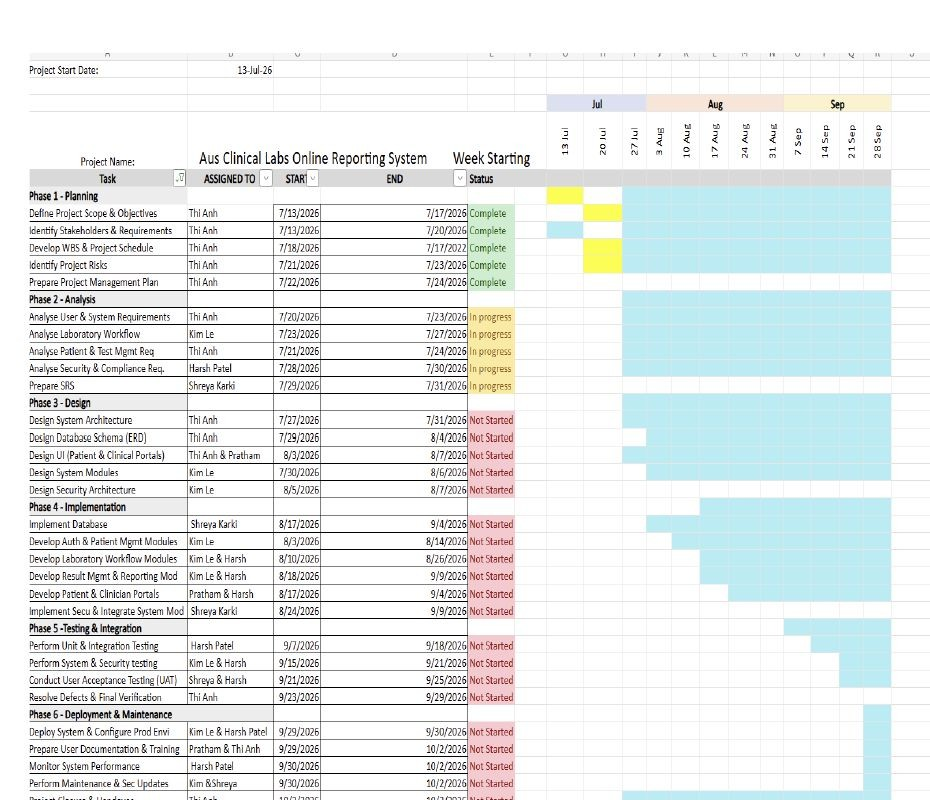 Project Start Date: 13-Jul-26
Jul Aug Sep
13 Jul 20 Jul 27 Jul 3 Aug 10 Aug 17 Aug 24 Aug 31 Aug 7 Sep 14 Sep 21 Sep 28 Sep
Project Name: Aus Clinical Labs Online Reporting System Week Starting
Task ASSIGNED TO START END Status
Phase 1 - Planning
Define Project Scope & Objectives Thi Anh 7/13/2026 7/17/2026 Complete
Identify Stakeholders & Requirements Thi Anh 7/13/2026 7/20/2026 Complete
Develop WBS & Project Schedule Thi Anh 7/18/2026 7/17/2022 Complete
Identify Project Risks Thi Anh 7/21/2026 7/23/2026 Complete
Prepare Project Management Plan Thi Anh 7/22/2026 7/24/2026 Complete
Phase 2 - Analysis
Analyse User & System Requirements Thi Anh 7/20/2026 7/23/2026 In progress
Analyse Laboratory Workflow Kim Le 7/23/2026 7/27/2026 In progress
Analyse Patient & Test Mgmt Req Thi Anh 7/21/2026 7/24/2026 In progress
Analyse Security & Compliance Req. Harsh Patel 7/28/2026 7/30/2026 In progress
Prepare SRS Shreya Karki 7/29/2026 7/31/2026 In progress
Phase 3 - Design
Design System Architecture Thi Anh 7/27/2026 7/31/2026 Not Started
Design Database Schema (ERD) Thi Anh 7/29/2026 8/4/2026 Not Started
Design UI (Patient & Clinical Portals) Thi Anh & Pratham 8/3/2026 8/7/2026 Not Started
Design System Modules Kim Le 7/30/2026 8/6/2026 Not Started
Design Security Architecture Kim Le 8/5/2026 8/7/2026 Not Started
Phase 4 - Implementation
Implement Database Shreya Karki 8/17/2026 9/4/2026 Not Started
Develop Auth & Patient Mgmt Modules Kim Le 8/3/2026 8/14/2026 Not Started
Develop Laboratory Workflow Modules Kim Le & Harsh 8/10/2026 8/26/2026 Not Started
Develop Result Mgmt & Reporting Mod Kim Le & Harsh 8/18/2026 9/9/2026 Not Started
Develop Patient & Clinician Portals Pratham & Harsh 8/17/2026 9/4/2026 Not Started
Implement Secu & Integrate System Mod Shreya Karki 8/24/2026 9/9/2026 Not Started
Phase 5 -Testing & Integration
Perform Unit & Integration Testing Harsh Patel 9/7/2026 9/18/2026 Not Started
Perform System & Security testing Kim Le & Harsh 9/15/2026 9/21/2026 Not Started
Conduct User Acceptance Testing (UAT) Shreya & Harsh 9/21/2026 9/25/2026 Not Started
Resolve Defects & Final Verification Thi Anh 9/23/2026 9/29/2026 Not Started
Phase 6 - Deployment & Maintenance
Deploy System & Configure Prod Envi Kim Le & Harsh Patel 9/29/2026 9/30/2026 Not Started
Prepare User Documentation & Training Pratham & Thi Anh 9/29/2026 10/2/2026 Not Started
Monitor System Performance Harsh Patel 9/30/2026 10/2/2026 Not Started
Perform Maintenance & Sec Updates Kim &Shreya 9/30/2026 10/2/2026 Not Started